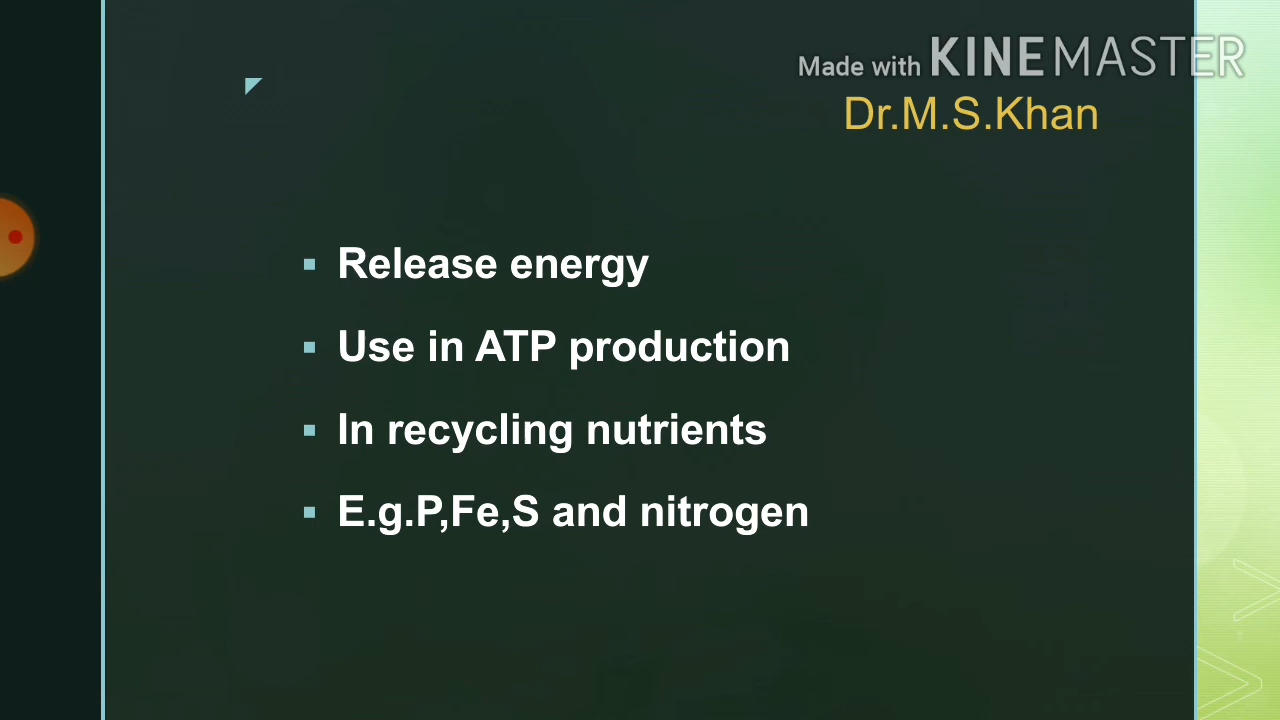 Made with KINEMASTER
Dr.M.S.Khan
Release energy
Use in ATP production
In recycling nutrients
E.g.P,Fe,S and nitrogen